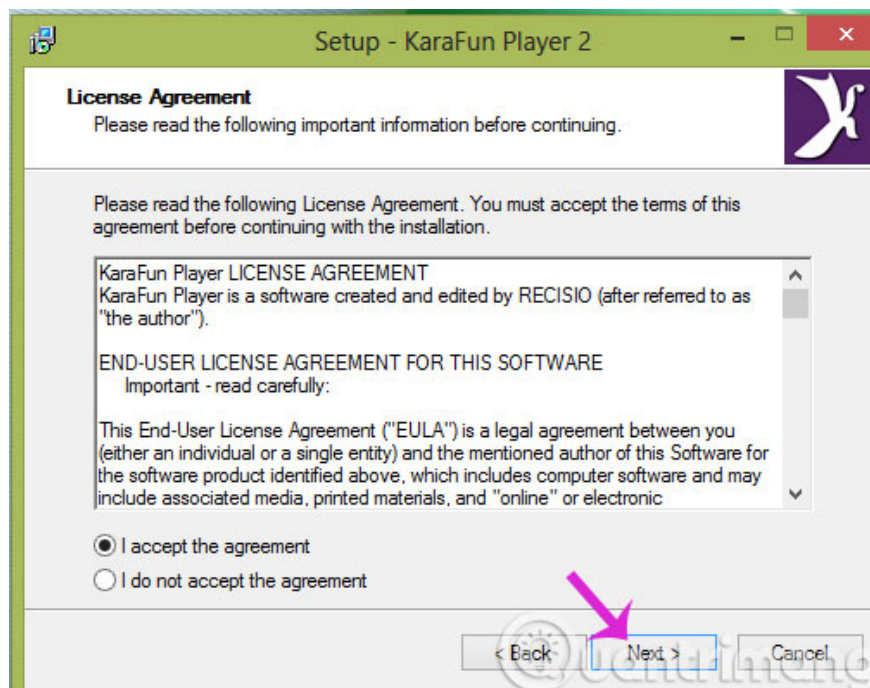 Setup - KaraFun Player 2
License Agreement
Please read the following important information before continuing.
Please read the following License Agreement. You must accept the terms of this
agreement before continuing with the installation.
KaraFun Player LICENSE AGREEMENT
KaraFun Player is a software created and edited by RECISIO (after referred to as
"the author").
END-USER LICENSE AGREEMENT FOR THIS SOFTWARE
Important - read carefully:
This End-User License Agreement ("EULA") is a legal agreement between you
(either an individual or a single entity) and the mentioned author of this Software for
the software product identified above, which includes computer software and may
include associated media, printed materials, and "online" or electronic
I accept the agreement
I do not accept the agreement
< Back
Next >
Cancel